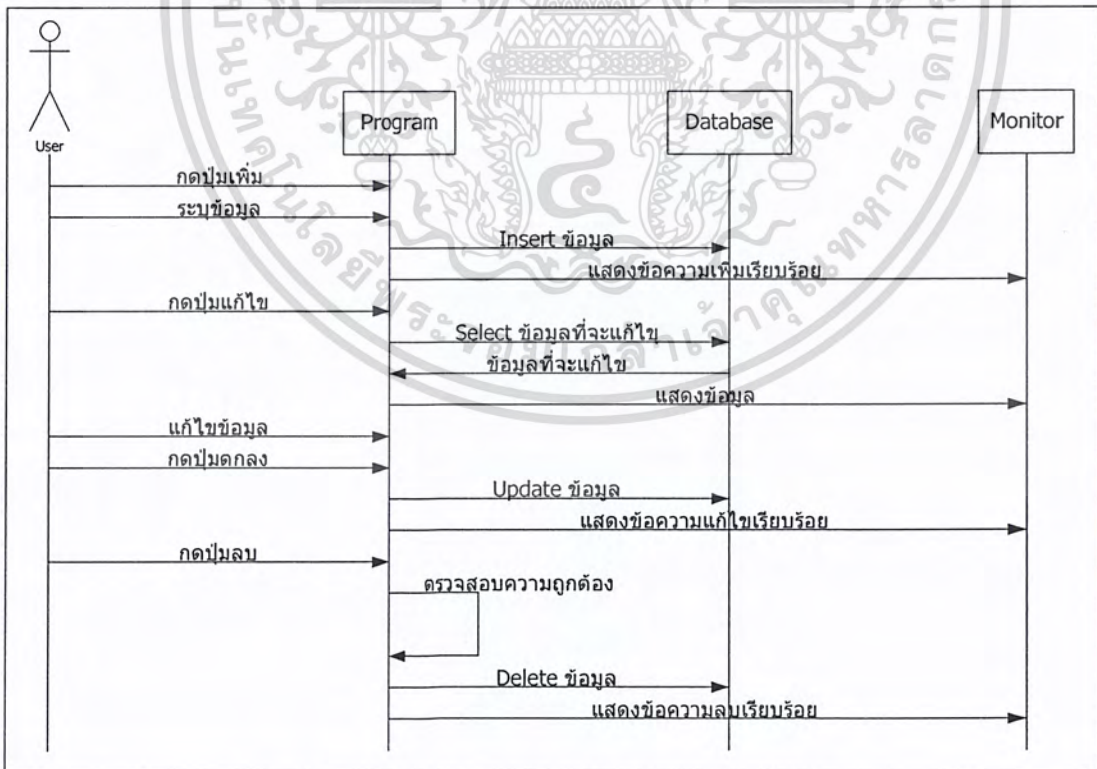 User
Program
Database
Monitor
กดปุ่มเพิ่ม
ระบุข้อมูล
Insert ข้อมูล
แสดงข้อความเพิ่มเรียบร้อย
กดปุ่มแก้ไข
Select ข้อมูลที่จะแก้ไข
ข้อมูลที่จะแก้ไข
แสดงข้อมูล
แก้ไขข้อมูล
กดปุ่มตกลง
Update ข้อมูล
แสดงข้อความแก้ไขเรียบร้อย
กดปุ่มลบ
ตรวจสอบความถูกต้อง
Delete ข้อมูล
แสดงข้อความลบเรียบร้อย